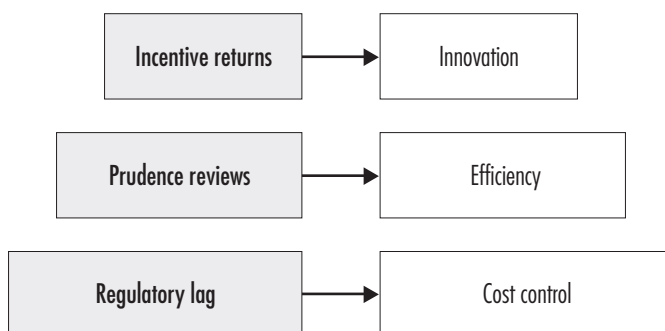 Incentive returns
Innovation
Prudence reviews
Efficiency
Regulatory lag
Cost control